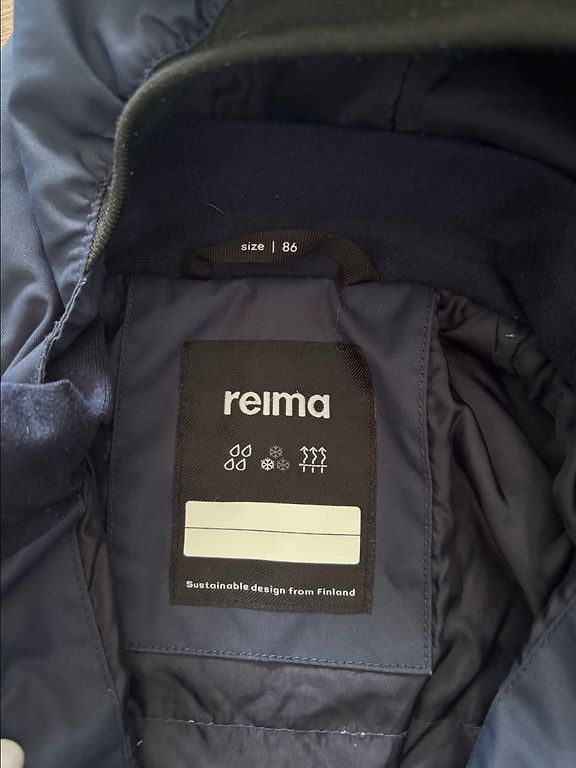 size | 86
reima
Sustainable design from Finland